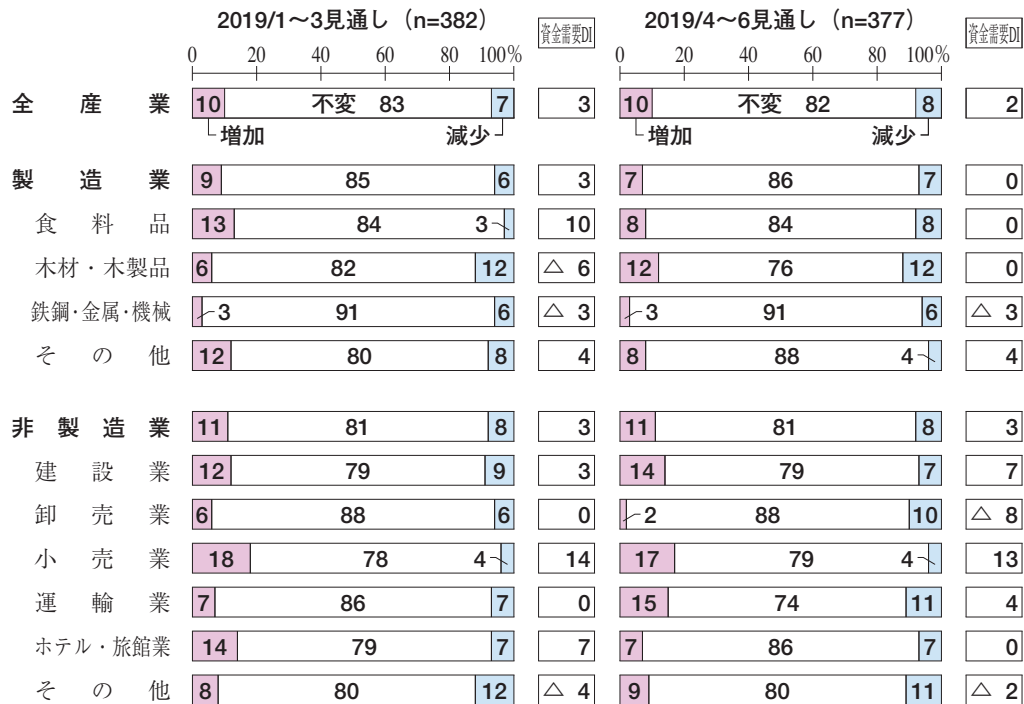 2019/1～3見通し（n=382） 資金需要DI 2019/4～6見通し（n=377） 資金需要DI
0 20 40 60 80 100% 0 20 40 60 80 100%
全産業 10 不変 83 7 3 10 不変 82 8 2
増加 減少 増加 減少
製造業 9 85 6 3 7 86 7 0
食料品 13 84 3 10 8 84 8 0
木材・木製品 6 82 12 △ 6 12 76 12 0
鉄鋼・金属・機械 3 91 6 △ 3 3 91 6 △ 3
その他 12 80 8 4 8 88 4 4
非製造業 11 81 8 3 11 81 8 3
建設業 12 79 9 3 14 79 7 7
卸売業 6 88 6 0 2 88 10 △ 8
小売業 18 78 4 14 17 79 4 13
運輸業 7 86 7 0 15 74 11 4
ホテル・旅館業 14 79 7 7 7 86 7 0
その他 8 80 12 △ 4 9 80 11 △ 2